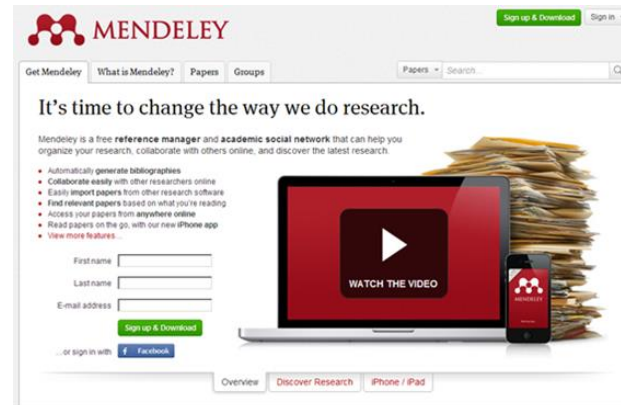 MENDELEY
Sign up & Download
Sign in
Get Mendeley
What is Mendeley?
Papers
Groups
Papers
Search...
It's time to change the way we do research.
Mendeley is a free reference manager and academic social network that can help you
organize your research, collaborate with others online, and discover the latest research.
Automatically generate bibliographies
Collaborate easily with other researchers online
Easily import papers from other research software
Find relevant papers based on what you're reading
Access your papers from anywhere online
Read papers on the go, with our new iPhone app
View more features...
First name
Last name
E-mail address
Sign up & Download
...or sign in with
f Facebook
WATCH THE VIDEO
MENDELEY
Overview
Discover Research
iPhone / iPad